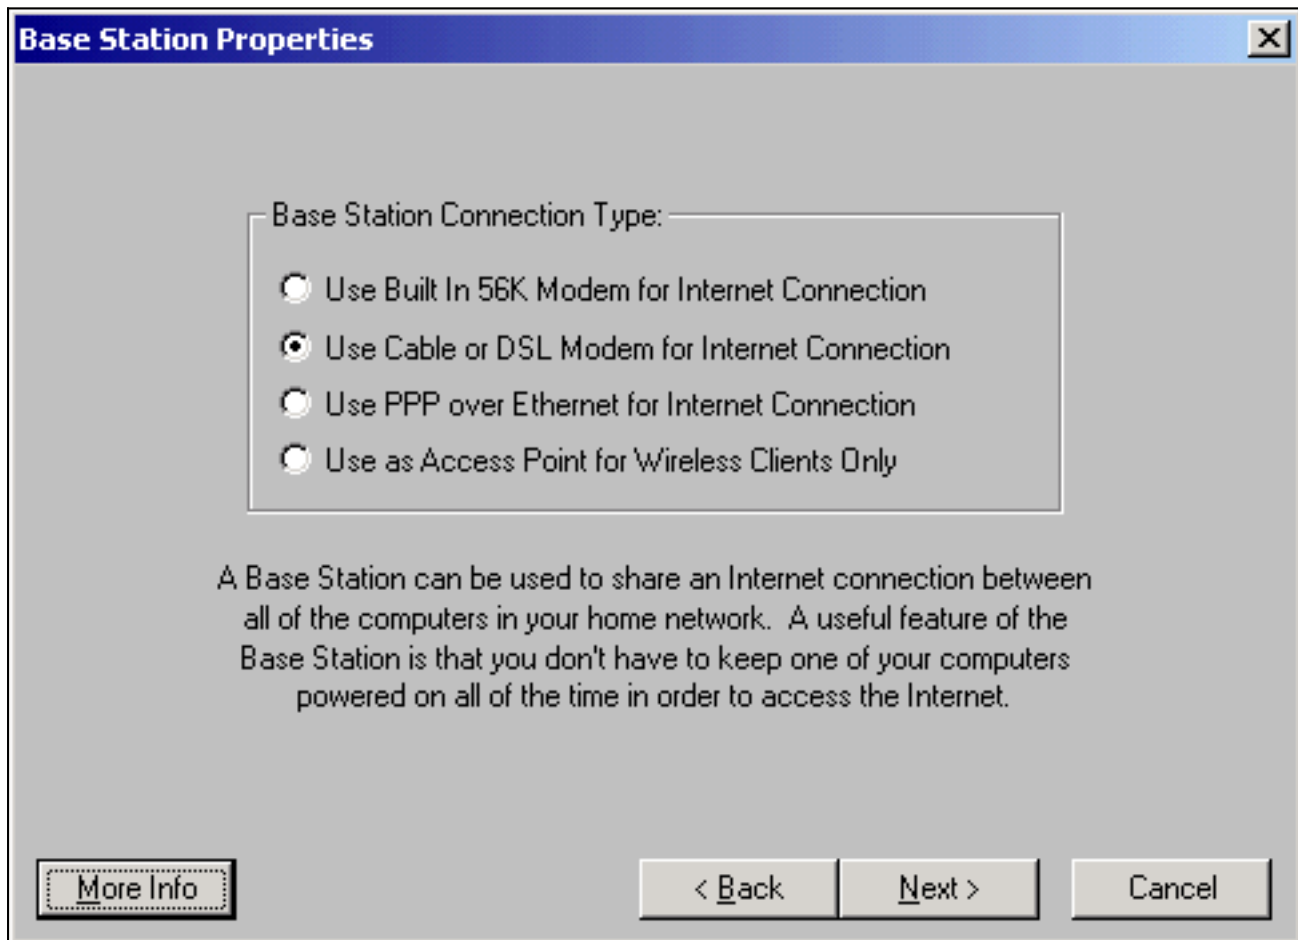 Base Station Properties
Base Station Connection Type:
Use Built In 56K Modem for Internet Connection
Use Cable or DSL Modem for Internet Connection
Use PPP over Ethernet for Internet Connection
Use as Access Point for Wireless Clients Only
A Base Station can be used to share an Internet connection between
all of the computers in your home network.  A useful feature of the
Base Station is that you don't have to keep one of your computers
powered on all of the time in order to access the Internet.
More Info
< Back
Next >
Cancel